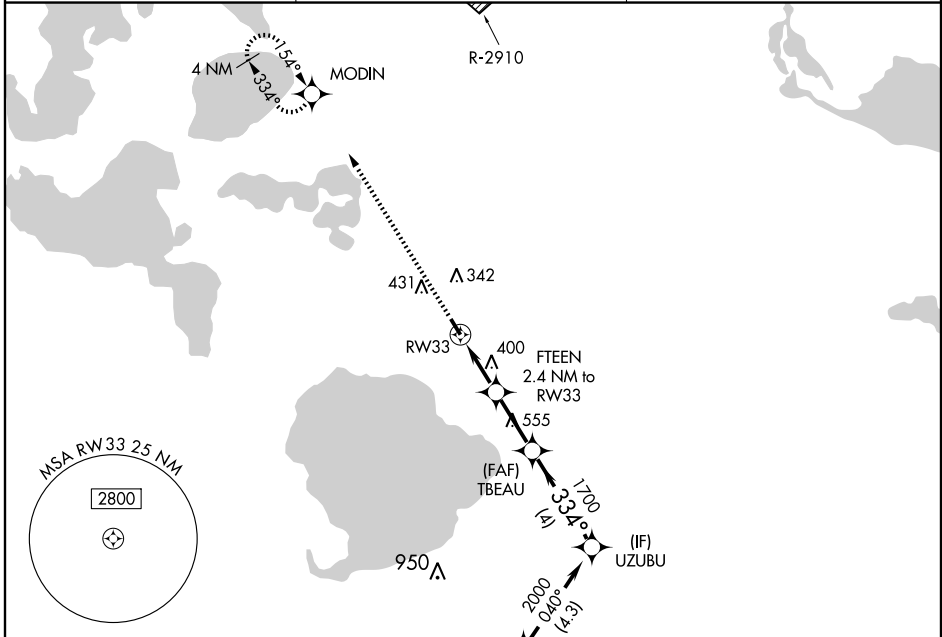 R-2910
4 NM
154°
334°
MODIN
431
342
RW33
400
FTEEN
2.4 NM to
RW33
555
(FAF)
TBEAU
1700
334°
(4)
(IF)
UZUBU
2000
040°
(4.3)
950
MSA RW33 25 NM
2800